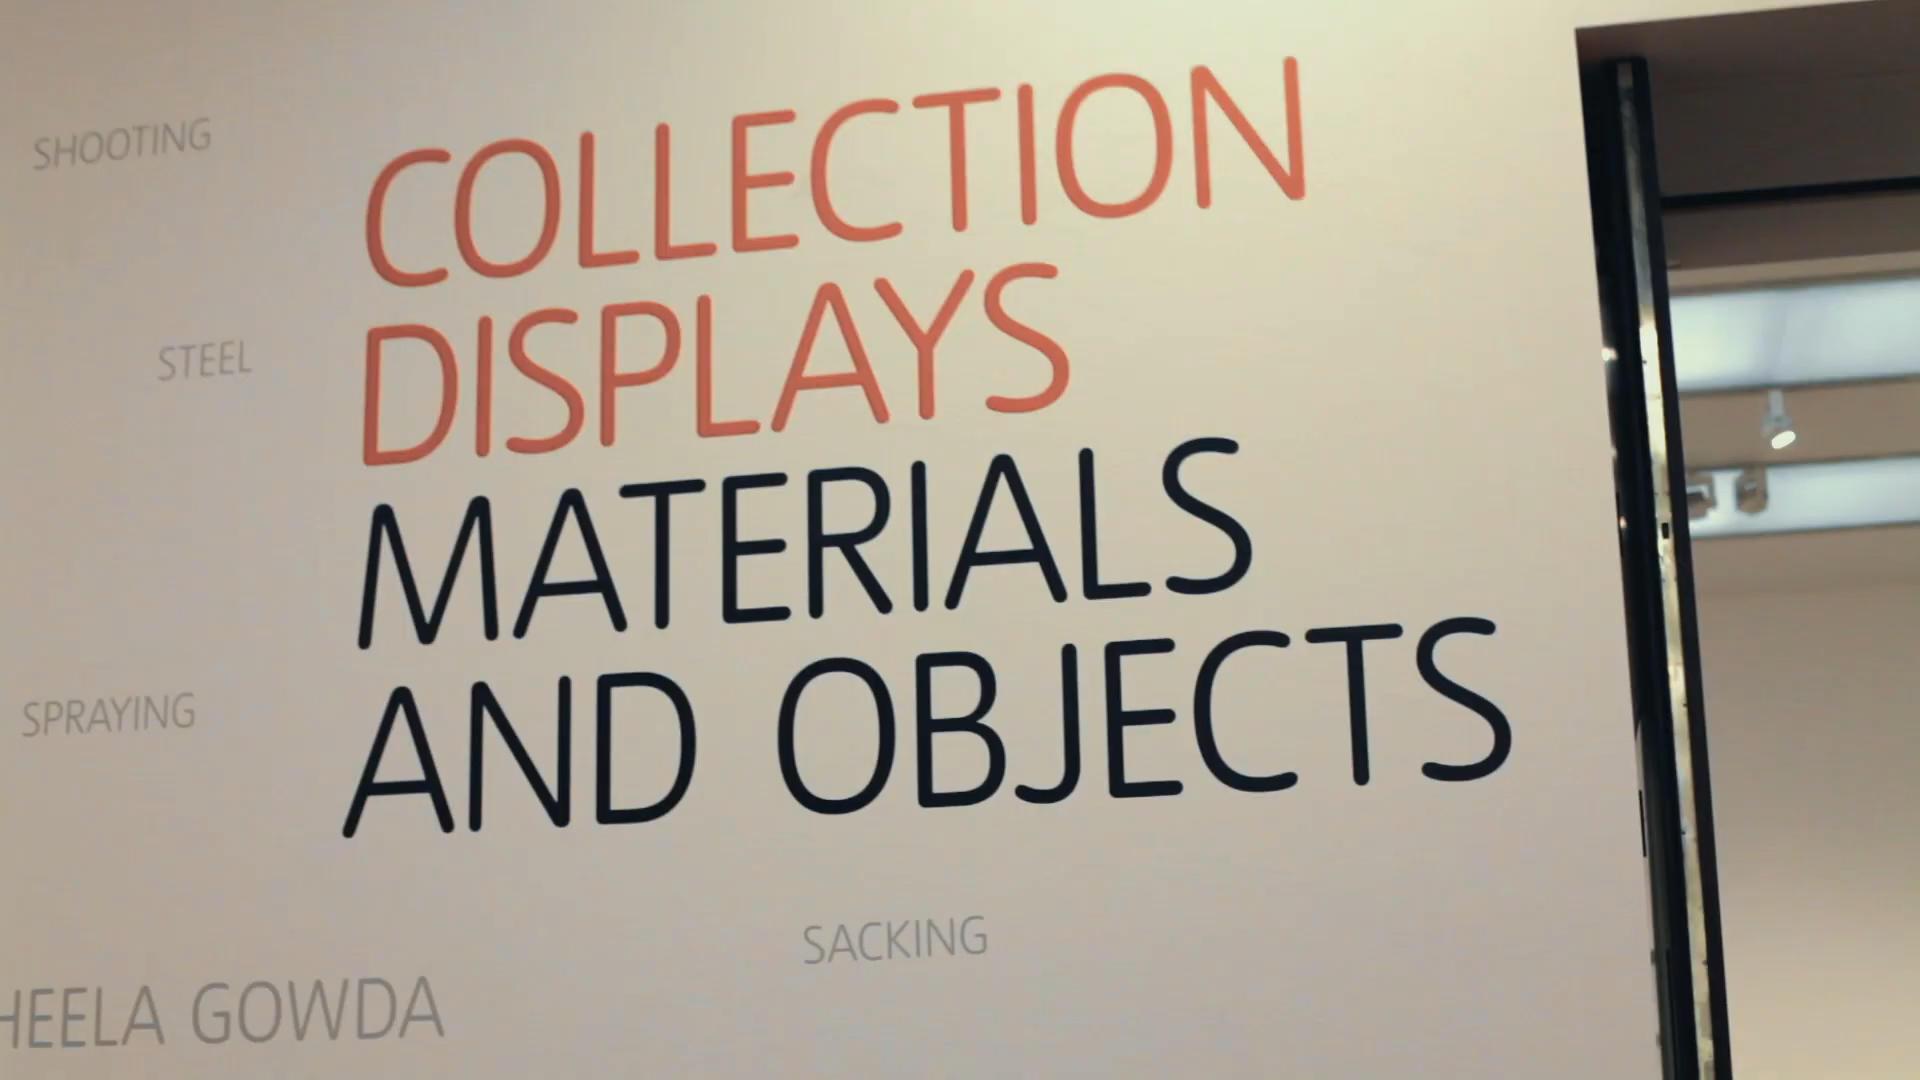 SHOOTING
COLLECTION
DISPLAYS
STEEL
MATERIALS
AND OBJECTS
SPRAYING
SACKING
HEELA GOWDA